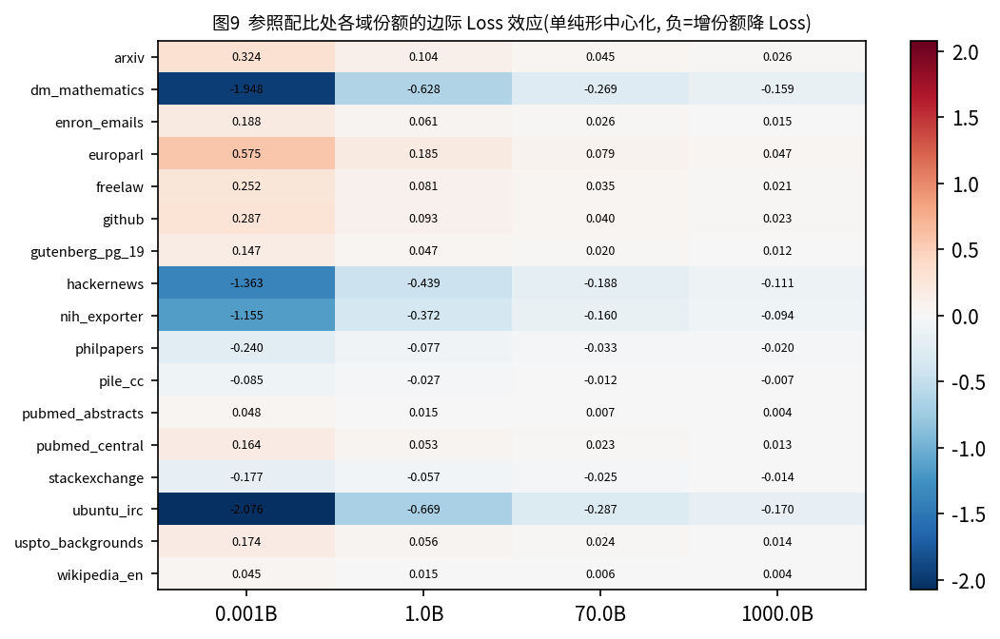 图9 参照配比处各域份额的边际 Loss 效应(单纯形中心化, 负=增份额降 Loss)
arxiv 0.324 0.104 0.045 0.026
dm_mathematics -1.948 -0.628 -0.269 -0.159
enron_emails 0.188 0.061 0.026 0.015
europarl 0.575 0.185 0.079 0.047
freelaw 0.252 0.081 0.035 0.021
github 0.287 0.093 0.040 0.023
gutenberg_pg_19 0.147 0.047 0.020 0.012
hackernews -1.363 -0.439 -0.188 -0.111
nih_exporter -1.155 -0.372 -0.160 -0.094
philpapers -0.240 -0.077 -0.033 -0.020
pile_cc -0.085 -0.027 -0.012 -0.007
pubmed_abstracts 0.048 0.015 0.007 0.004
pubmed_central 0.164 0.053 0.023 0.013
stackexchange -0.177 -0.057 -0.025 -0.014
ubuntu_irc -2.076 -0.669 -0.287 -0.170
uspto_backgrounds 0.174 0.056 0.024 0.014
wikipedia_en 0.045 0.015 0.006 0.004
0.001B 1.0B 70.0B 1000.0B
2.0
1.5
1.0
0.5
0.0
-0.5
-1.0
-1.5
-2.0